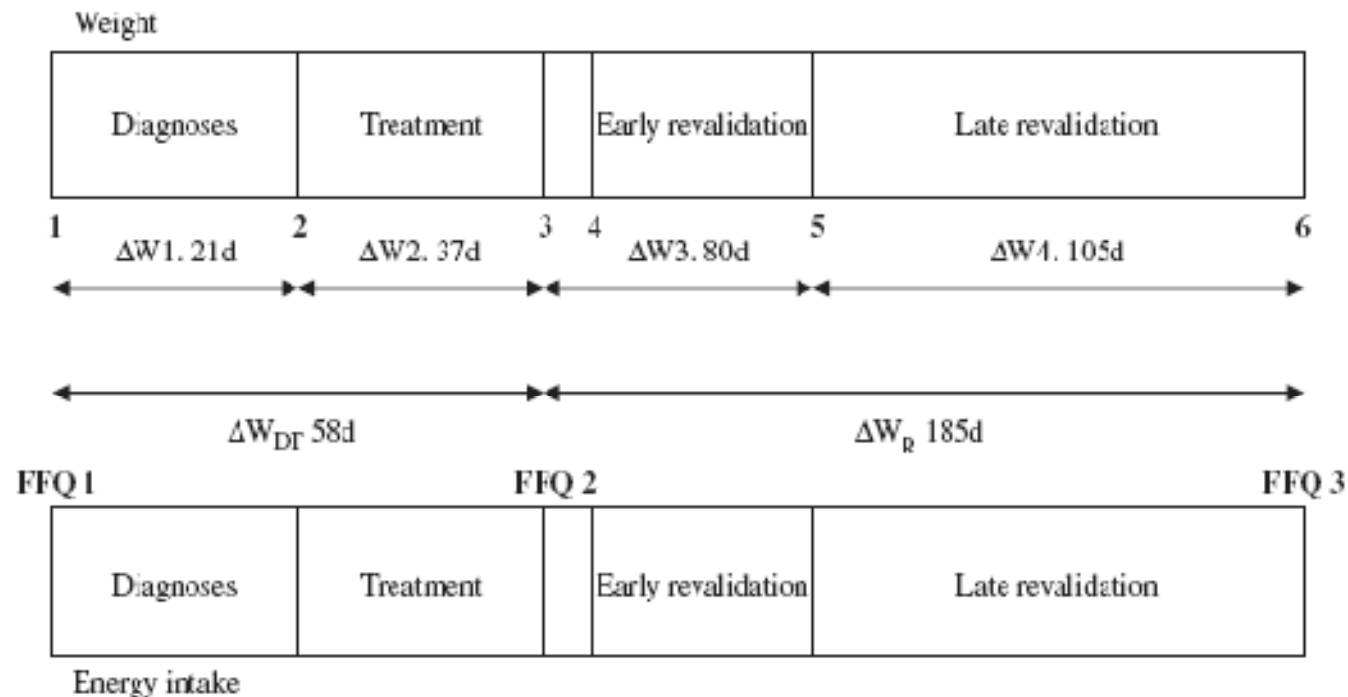 Weight
Diagnoses Treatment Early revalidation Late revalidation
1 2 3 4 5 6
ΔW1. 21d ΔW2. 37d ΔW3. 80d ΔW4. 105d
ΔW_DT 58d ΔW_R 185d
FFQ 1 FFQ 2 FFQ 3
Diagnoses Treatment Early revalidation Late revalidation
Energy intake